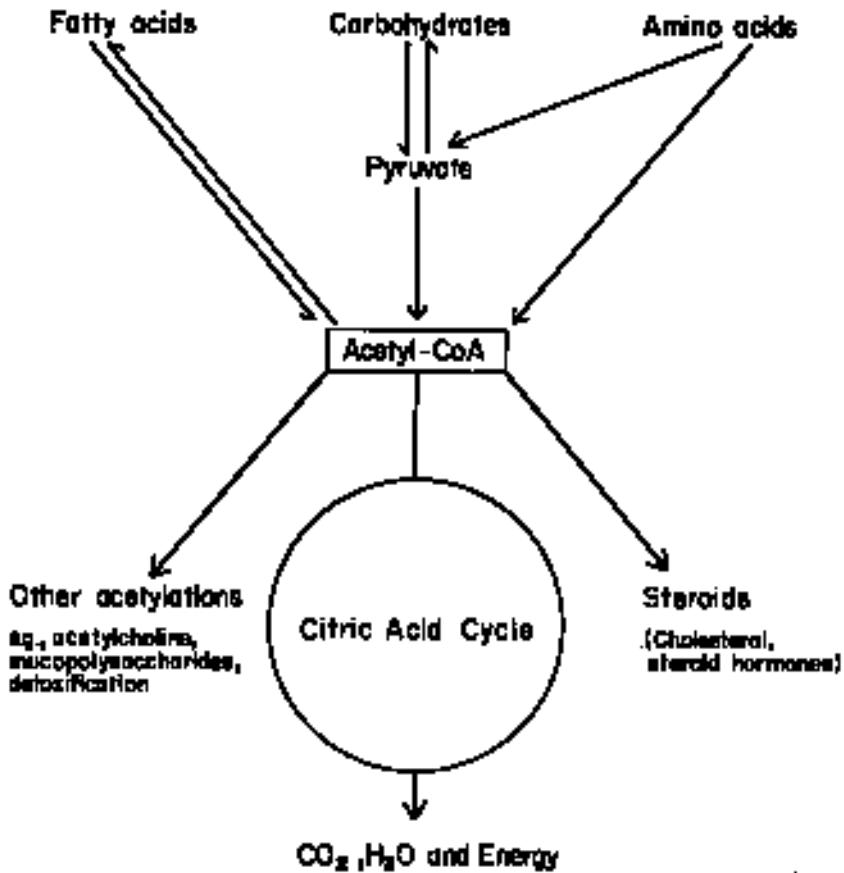 Fatty acids
Carbohydrates
Amino acids
Pyruvate
Acetyl-CoA
Other acetylations
eg., acetylcholine,
mucopolysaccharides,
detoxification
Citric Acid Cycle
Steroids
(Cholesterol,
steroid hormones)
CO₂, H₂O and Energy